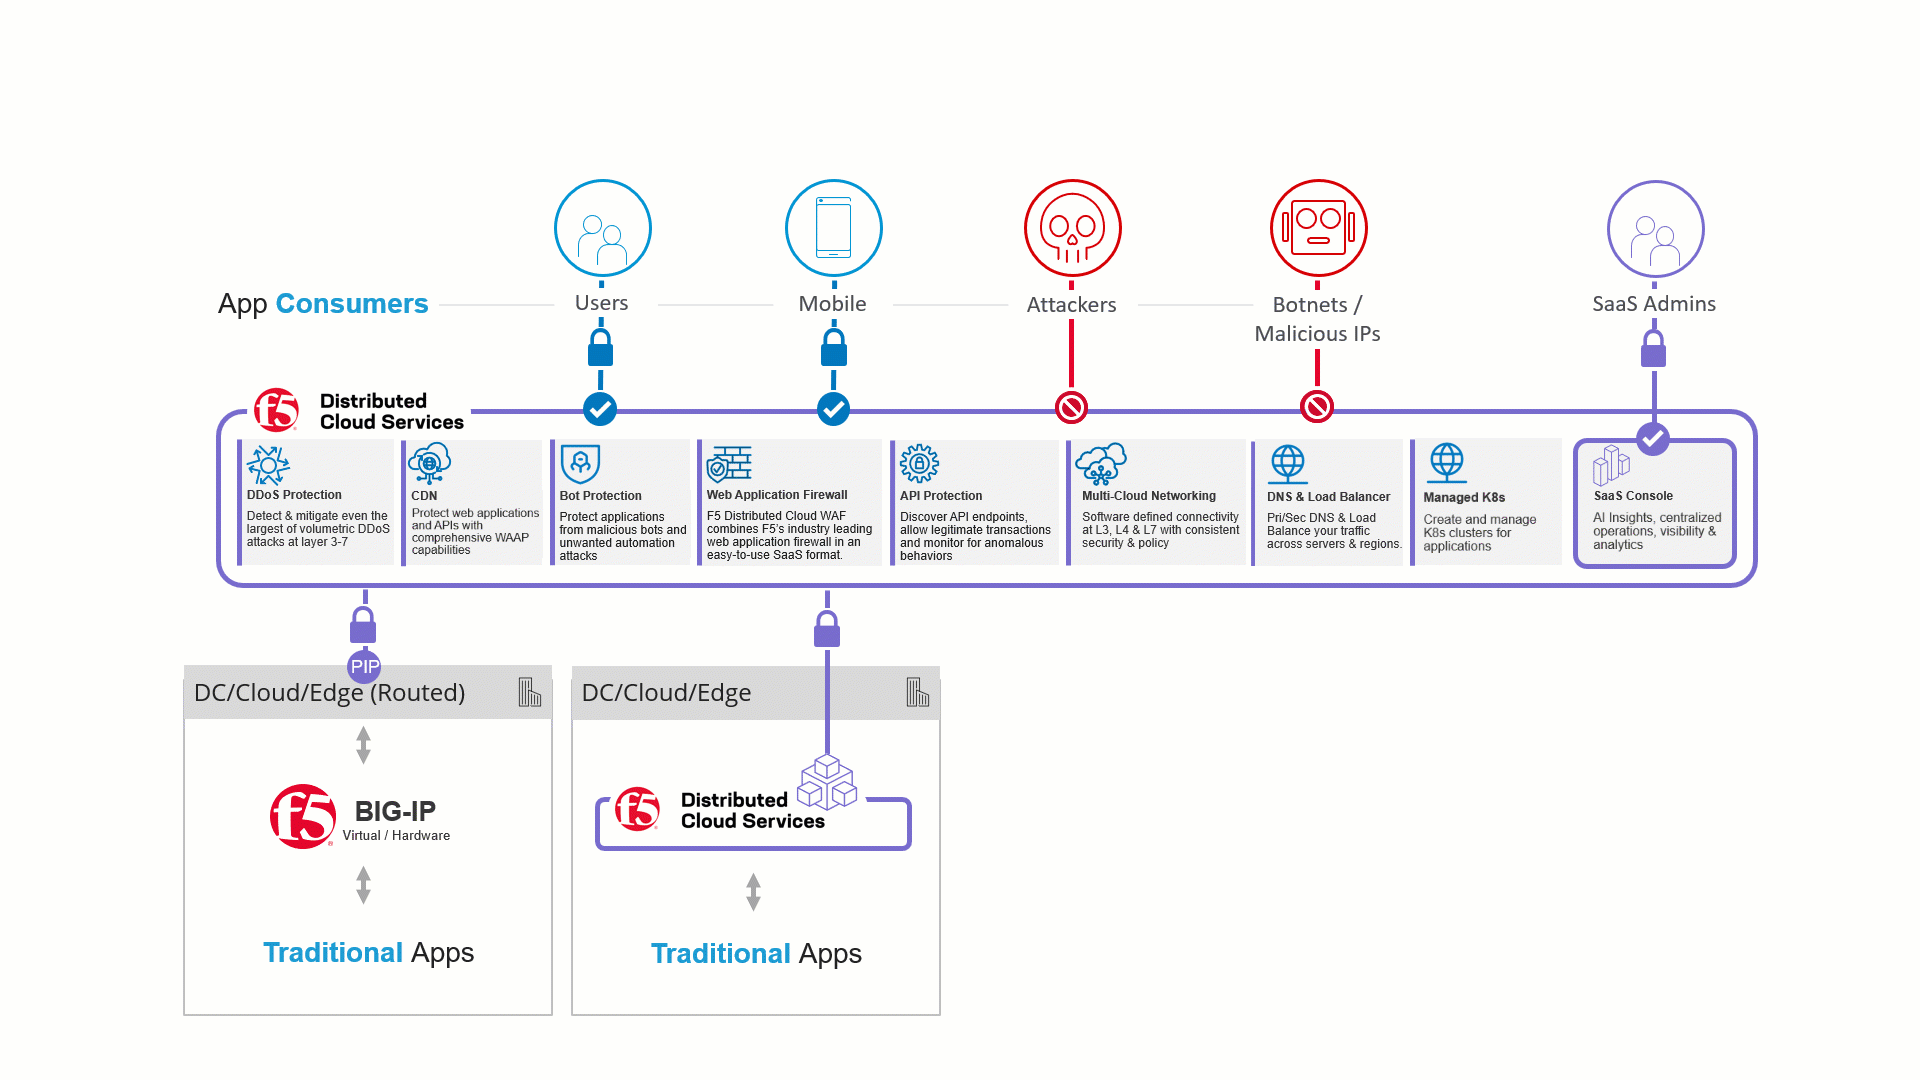 App Consumers
Users
Mobile
Attackers
Botnets /
Malicious IPs
SaaS Admins
f5
Distributed
Cloud Services
DDoS Protection
Detect & mitigate even the
largest of volumetric DDoS
attacks at layer 3-7
CDN
Protect web applications
and APIs with
comprehensive WAAP
capabilities
Bot Protection
Protect applications
from malicious bots and
unwanted automation
attacks
Web Application Firewall
F5 Distributed Cloud WAF
combines F5's industry leading
web application firewall in an
easy-to-use SaaS format.
API Protection
Discover API endpoints,
allow legitimate transactions
and monitor for anomalous
behaviors
Multi-Cloud Networking
Software defined connectivity
at L3, L4 & L7 with consistent
security & policy
DNS & Load Balancer
Pri/Sec DNS & Load
Balance your traffic
across servers & regions.
Managed K8s
Create and manage
K8s clusters for
applications
SaaS Console
AI Insights, centralized
operations, visibility &
analytics
PIP
DC/Cloud/Edge (Routed)
f5
BIG-IP
Virtual / Hardware
Traditional Apps
DC/Cloud/Edge
f5
Distributed
Cloud Services
Traditional Apps